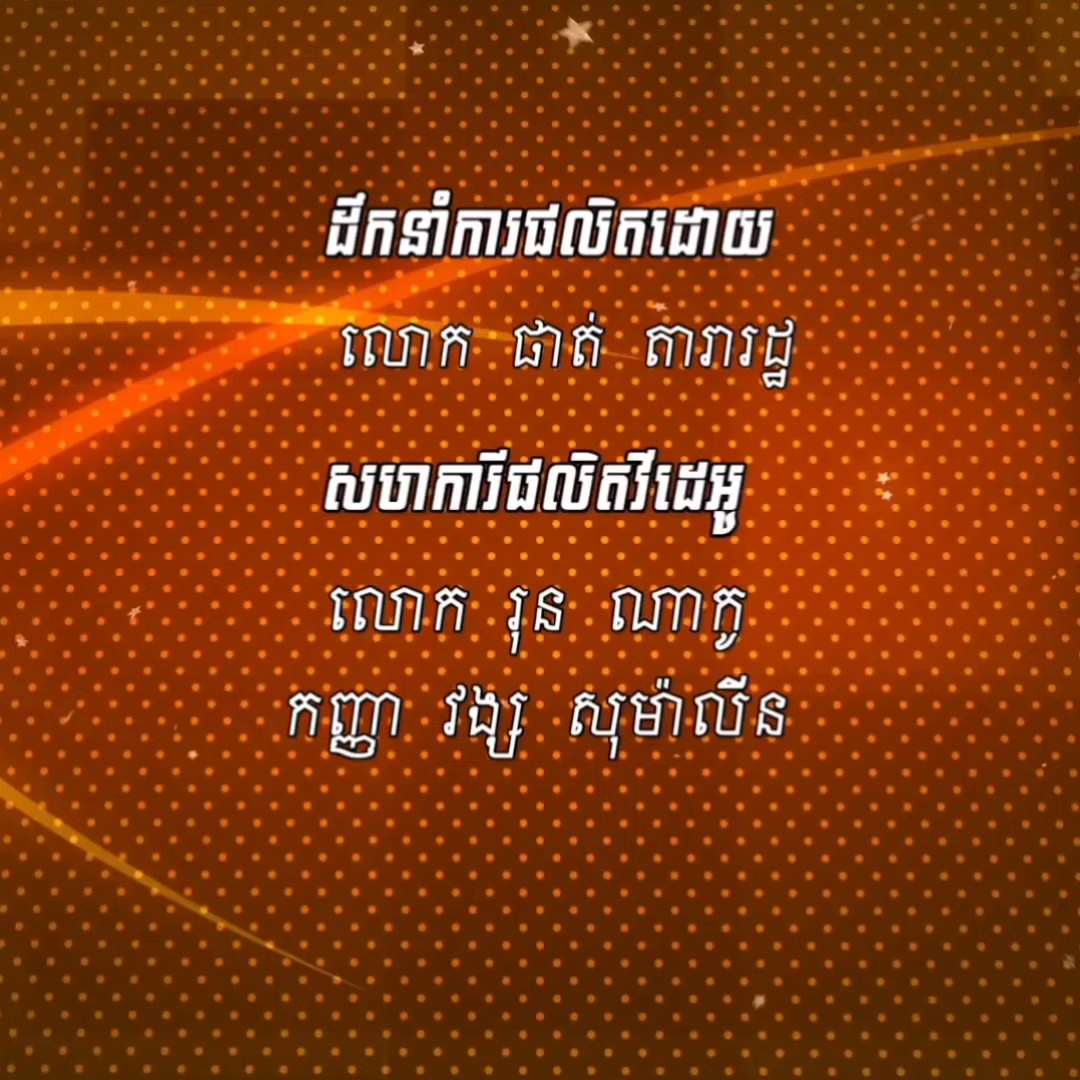 ដឹកនាំការផលិតដោយ
លោក ផាត់ តារារដ្ឋ
សហការីផលិតវីដេអូ
លោក រុន ណាកូ
កញ្ញា វង្ស សុម៉ាលីន